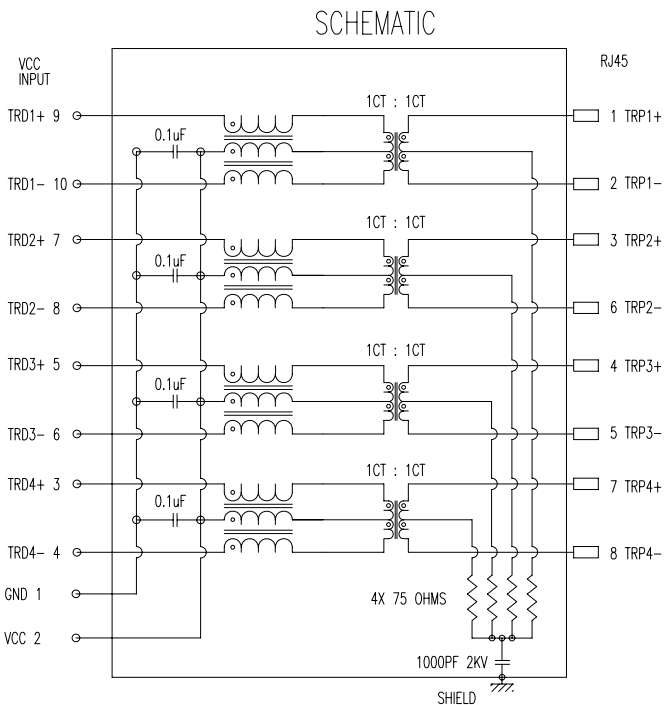 SCHEMATIC
VCC
INPUT
RJ45
TRD1+ 9
1CT : 1CT
1 TRP1+
0.1uF
TRD1- 10
2 TRP1-
TRD2+ 7
1CT : 1CT
3 TRP2+
0.1uF
TRD2- 8
6 TRP2-
TRD3+ 5
1CT : 1CT
4 TRP3+
0.1uF
TRD3- 6
5 TRP3-
TRD4+ 3
1CT : 1CT
7 TRP4+
0.1uF
TRD4- 4
8 TRP4-
GND 1
4X 75 OHMS
VCC 2
1000PF 2KV
SHIELD